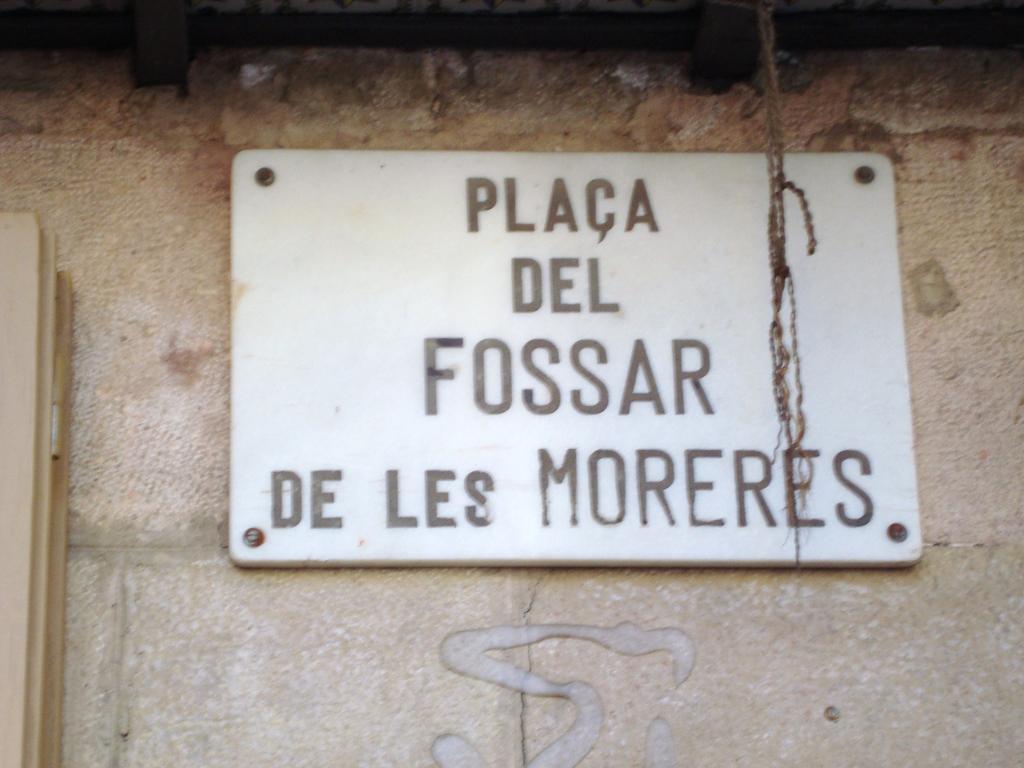 PLAÇA
DEL
FOSSAR
DE LES MORERES